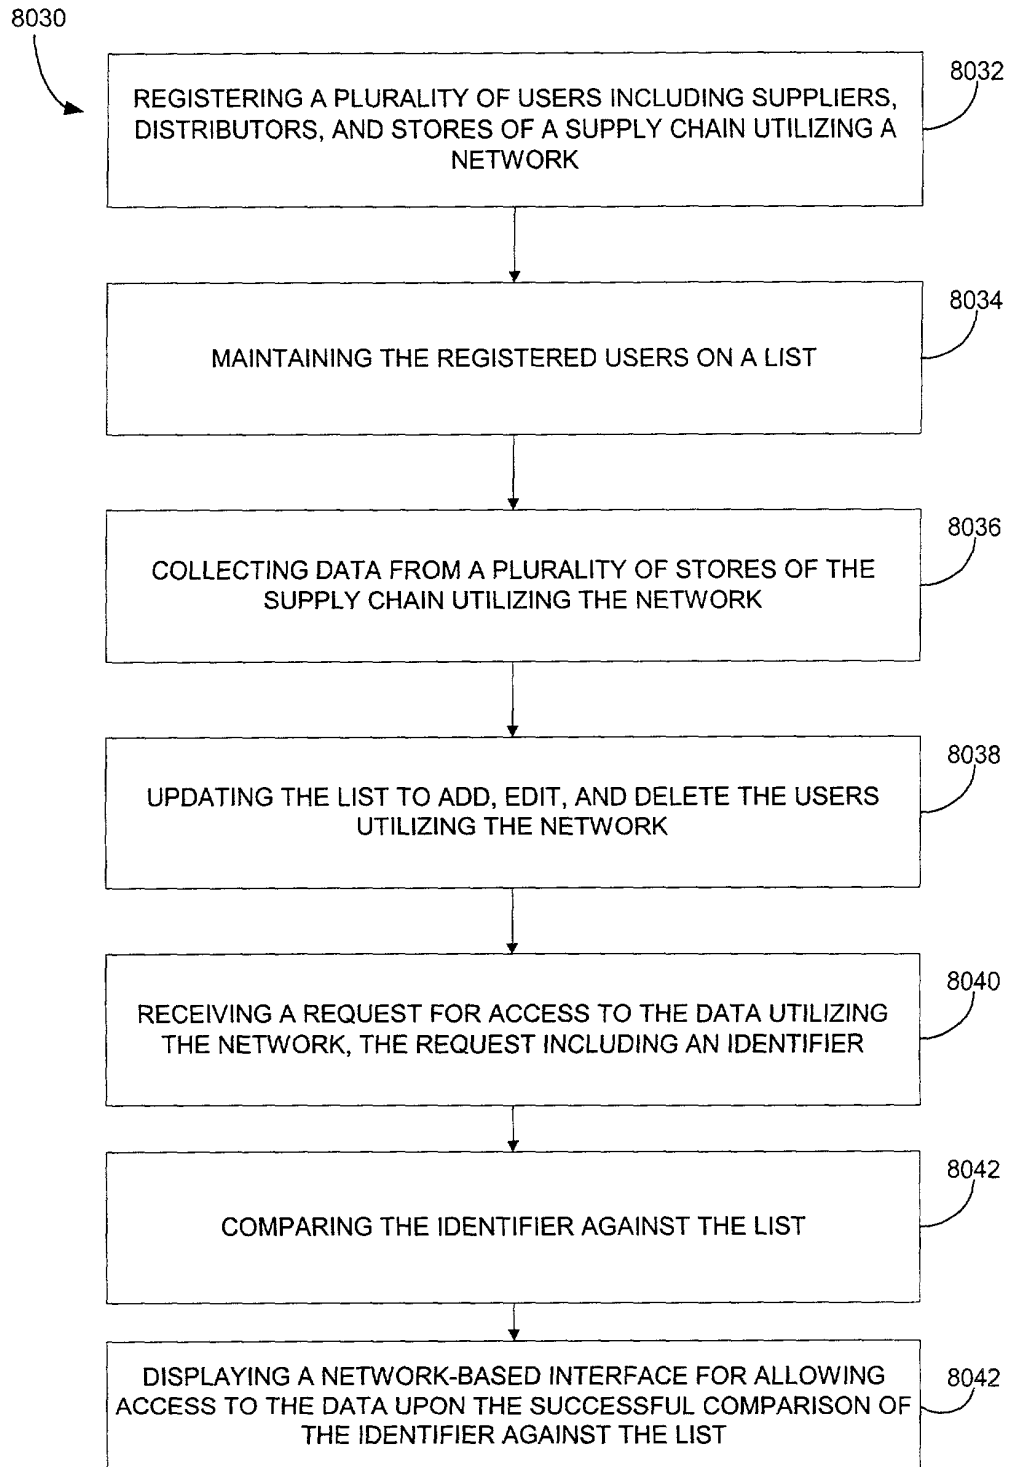 8030
8032
REGISTERING A PLURALITY OF USERS INCLUDING SUPPLIERS,
DISTRIBUTORS, AND STORES OF A SUPPLY CHAIN UTILIZING A
NETWORK
8034
MAINTAINING THE REGISTERED USERS ON A LIST
8036
COLLECTING DATA FROM A PLURALITY OF STORES OF THE
SUPPLY CHAIN UTILIZING THE NETWORK
8038
UPDATING THE LIST TO ADD, EDIT, AND DELETE THE USERS
UTILIZING THE NETWORK
8040
RECEIVING A REQUEST FOR ACCESS TO THE DATA UTILIZING
THE NETWORK, THE REQUEST INCLUDING AN IDENTIFIER
8042
COMPARING THE IDENTIFIER AGAINST THE LIST
8042
DISPLAYING A NETWORK-BASED INTERFACE FOR ALLOWING
ACCESS TO THE DATA UPON THE SUCCESSFUL COMPARISON OF
THE IDENTIFIER AGAINST THE LIST